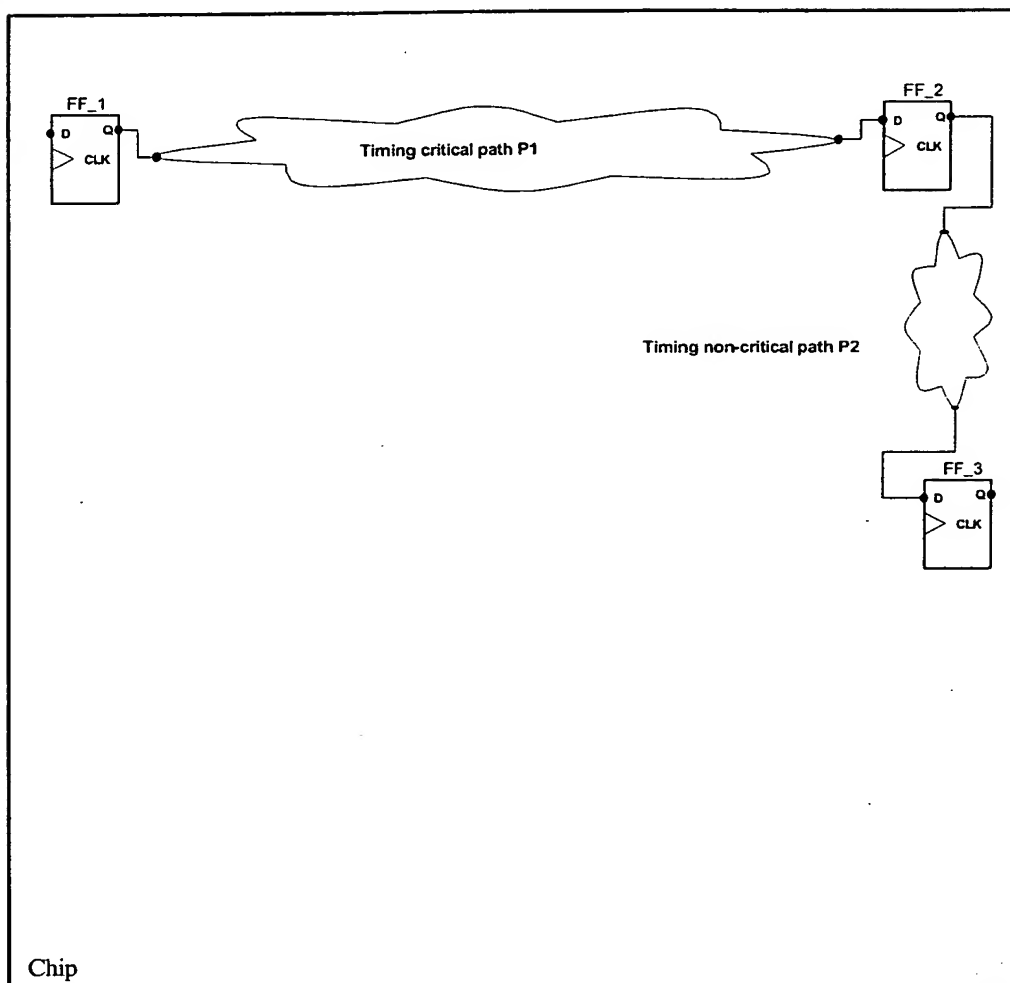 FF_1
D Q
CLK
Timing critical path P1
FF_2
D Q
CLK
Timing non-critical path P2
FF_3
D Q
CLK
Chip